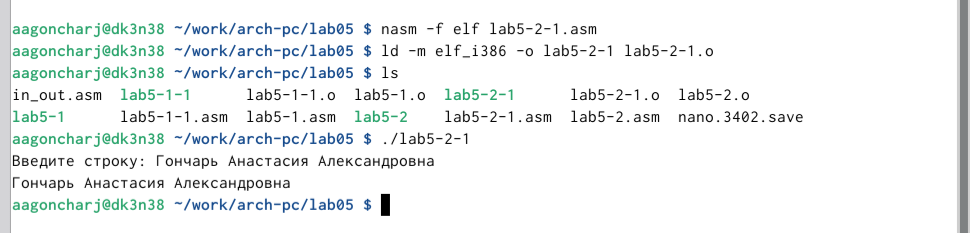 aagoncharj@dk3n38 ~/work/arch-pc/lab05 $ nasm -f elf lab5-2-1.asm
aagoncharj@dk3n38 ~/work/arch-pc/lab05 $ ld -m elf_i386 -o lab5-2-1 lab5-2-1.o
aagoncharj@dk3n38 ~/work/arch-pc/lab05 $ ls
in_out.asm  lab5-1-1      lab5-1-1.o  lab5-1.o  lab5-2-1      lab5-2-1.o  lab5-2.o
lab5-1      lab5-1-1.asm  lab5-1.asm  lab5-2    lab5-2-1.asm  lab5-2.asm  nano.3402.save
aagoncharj@dk3n38 ~/work/arch-pc/lab05 $ ./lab5-2-1
Введите строку: Гончарь Анастасия Александровна
Гончарь Анастасия Александровна
aagoncharj@dk3n38 ~/work/arch-pc/lab05 $